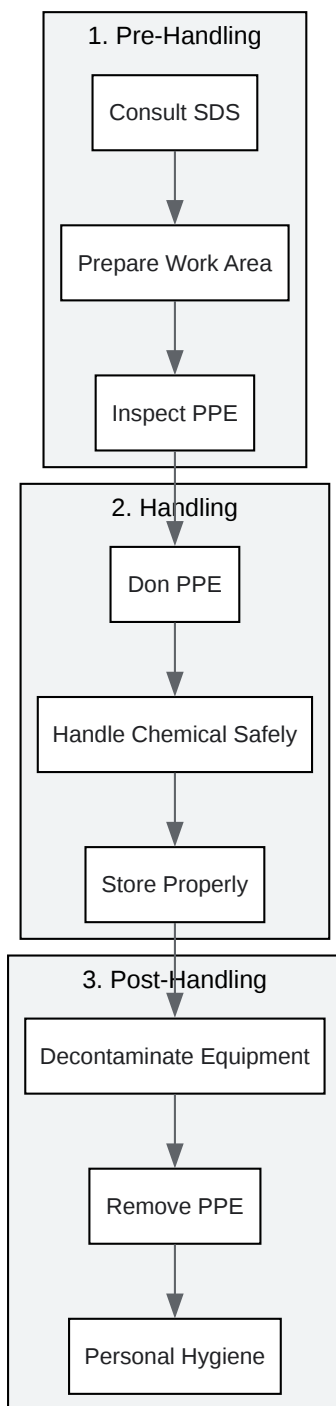 1. Pre-Handling
Consult SDS
Prepare Work Area
Inspect PPE
2. Handling
Don PPE
Handle Chemical Safely
Store Properly
3. Post-Handling
Decontaminate Equipment
Remove PPE
Personal Hygiene